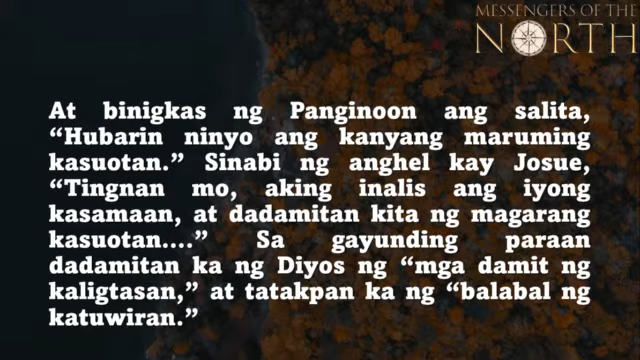 MESSENGERS OF THE
NORTH
At binigkas ng Panginoon ang salita,
“Hubarin ninyo ang kanyang maruming
kasuotan.” Sinabi ng anghel kay Josue,
“Tingnan mo, aking inalis ang iyong
kasamaan, at dadamitan kita ng magarang
kasuotan....” Sa gayunding paraan
dadamitan ka ng Diyos ng “mga damit ng
kaligtasan,” at tatakpan ka ng “balabal ng
katuwiran.”